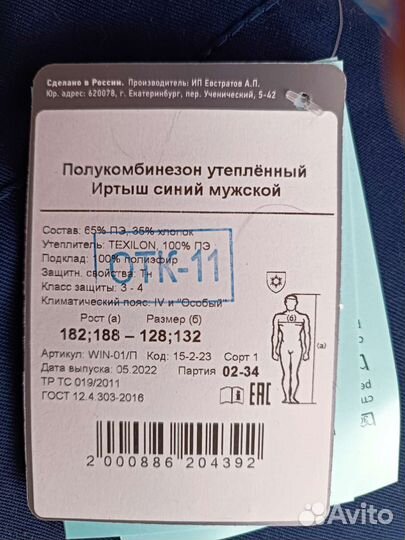 Сделано в России. Производитель: ИП Евстратов А.П.
Юр. адрес: 620078, г. Екатеринбург, пер. Ученический, 5-42
Полукомбинезон утеплённый
Иртыш синий мужской
Состав: 65% ПЭ, 35% хлопок
Утеплитель: TEXILON, 100% ПЭ
Подклад: 100% полиэфир
Защитн. свойства: Тн
Класс защиты: 3 - 4
Климатический пояс: IV и "Особый"
ОТК-11
Рост (а) Размер (б)
182;188 – 128;132
(б)
(а)
Артикул: WIN-01/П Код: 15-2-23 Сорт 1
Дата выпуска: 05.2022 Партия 02-34
ТР ТС 019/2011
ГОСТ 12.4.303-2016
EAC
2 000886 204392
Avito